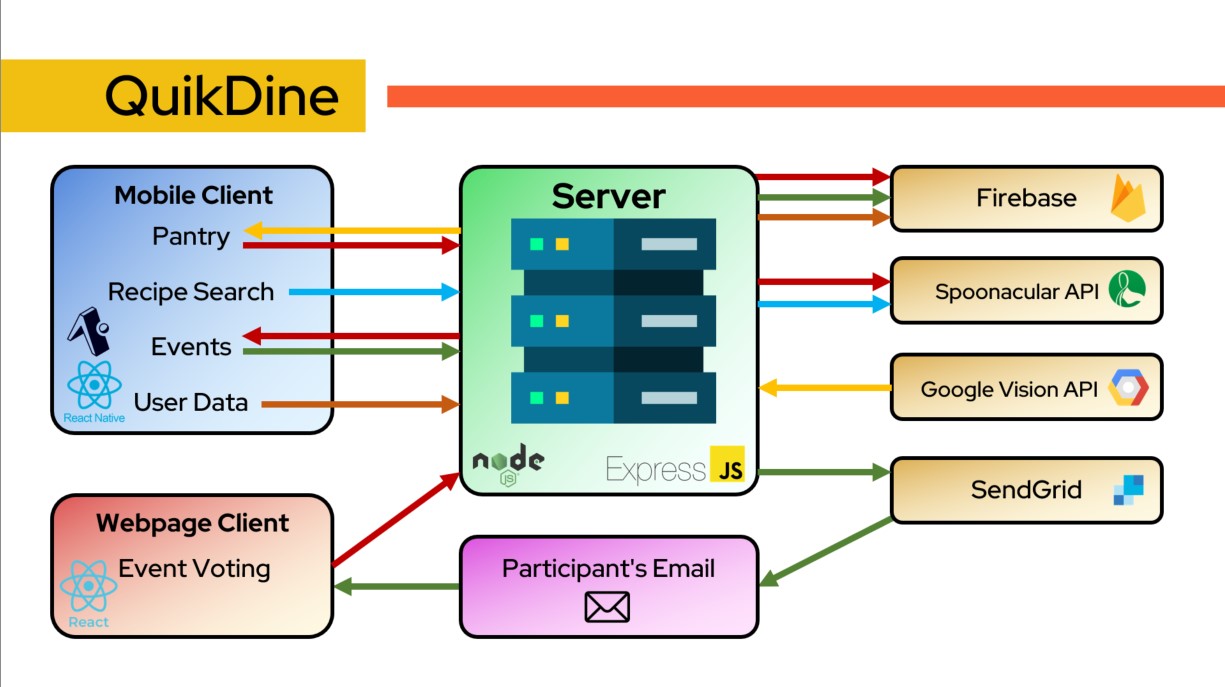 QuikDine
Mobile Client
Pantry
Recipe Search
Events
User Data
React Native
Server
node
JS
Express
JS
Firebase
Spoonacular API
Google Vision API
SendGrid
Webpage Client
Event Voting
React
Participant's Email